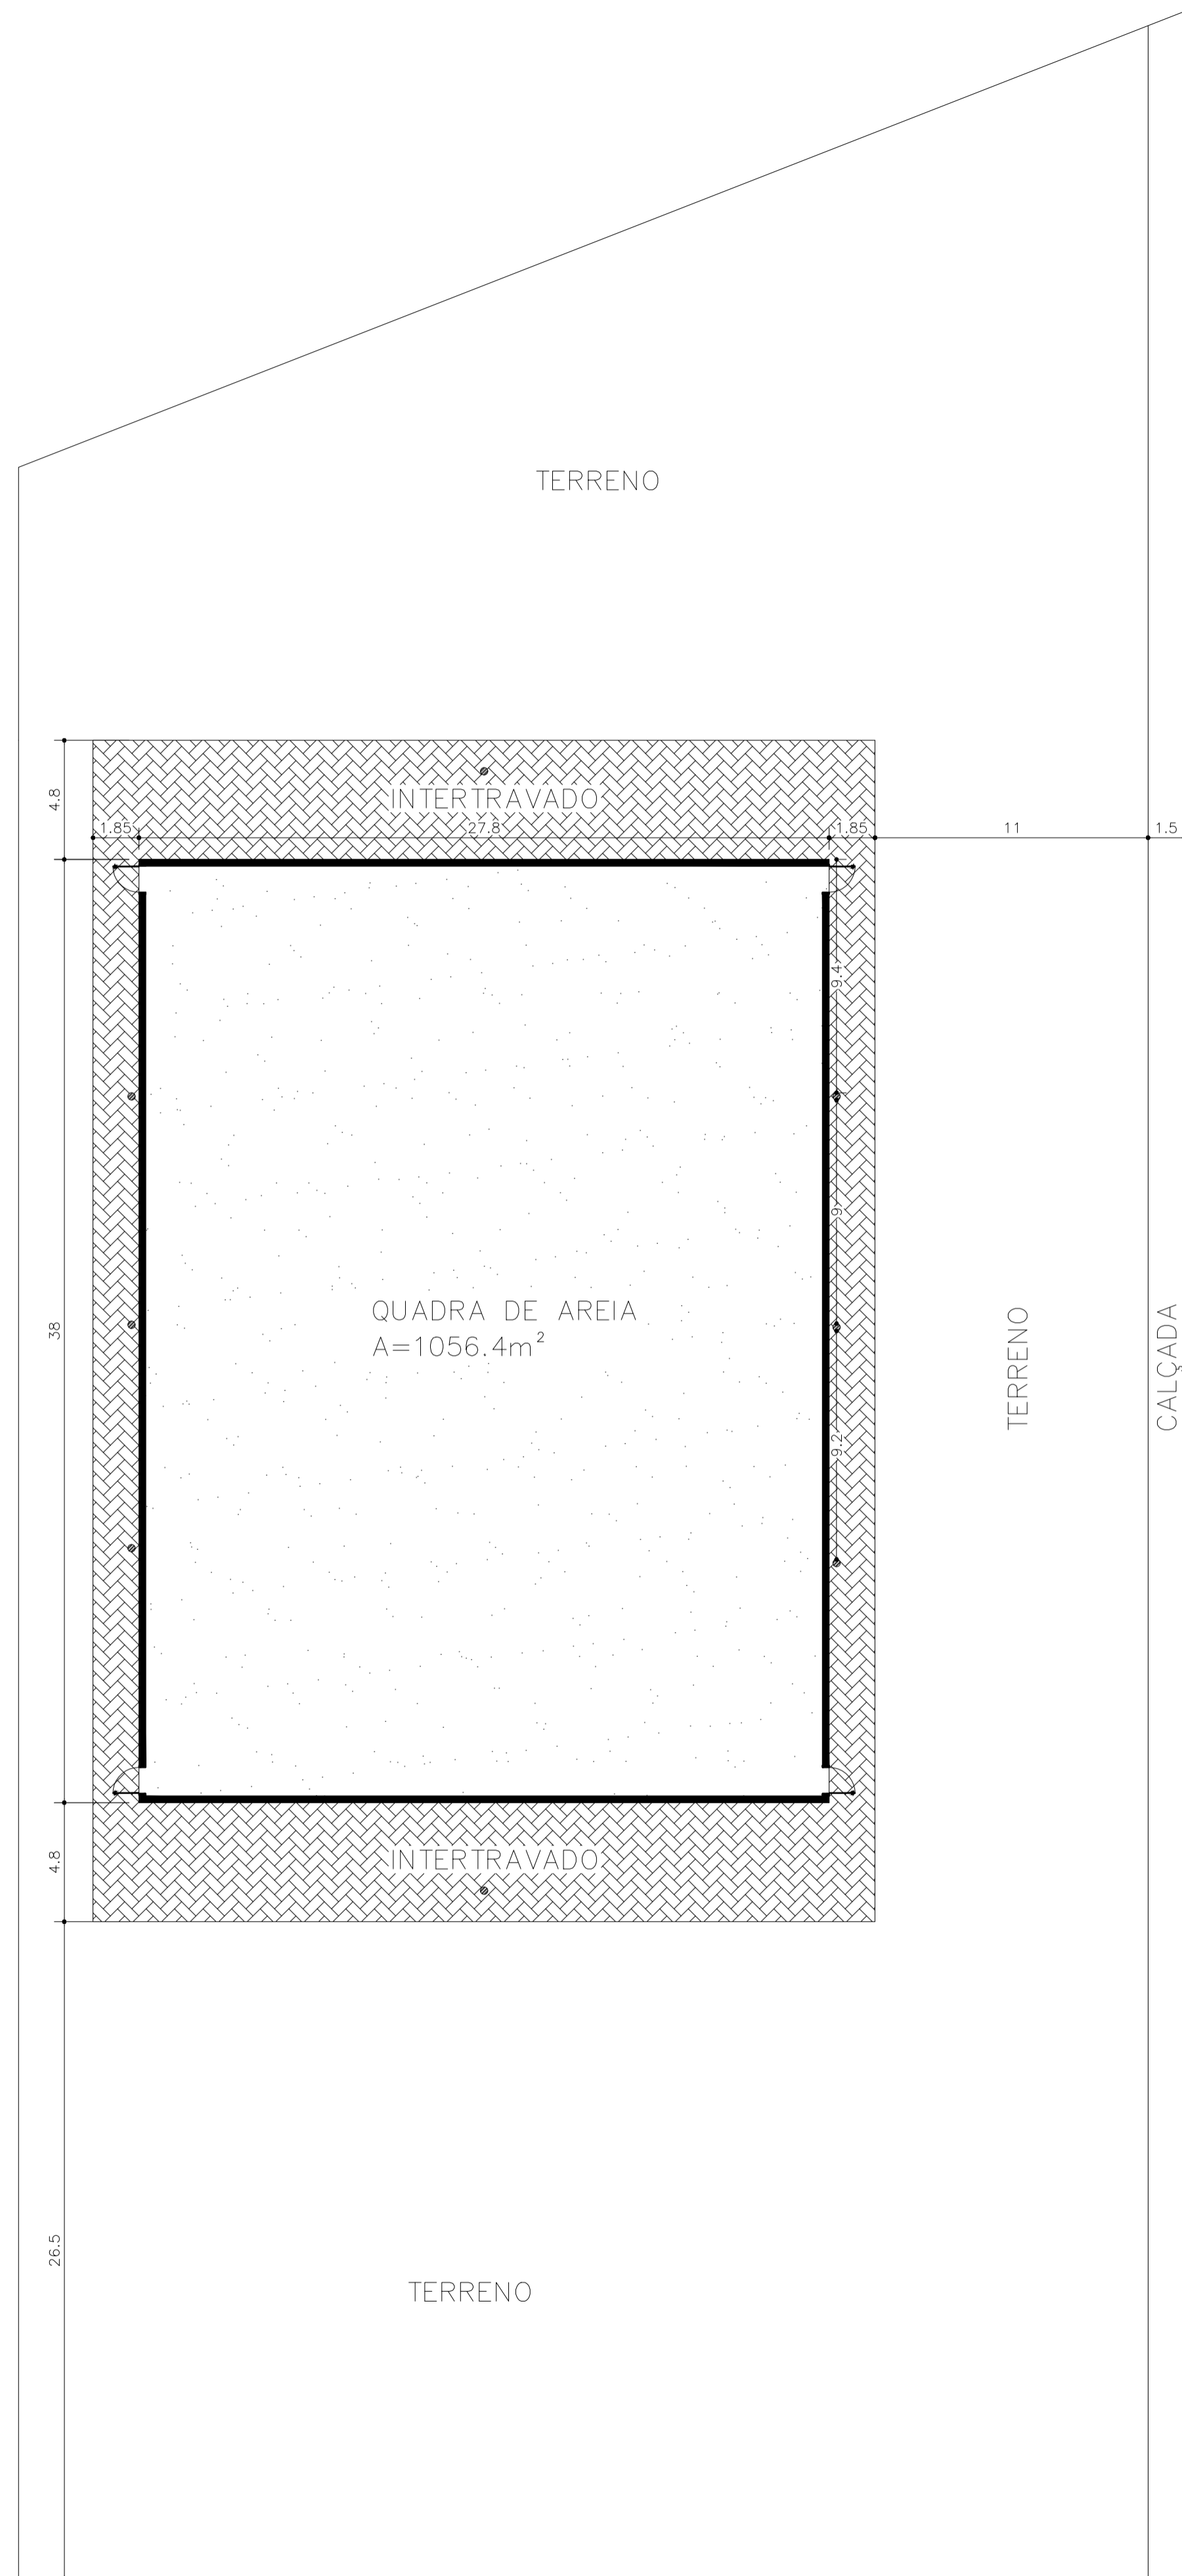 TERRENO
4.8
INTERTRAVADO
1.85
27.8
1.85
11
1.5
9.4
9
38
QUADRA DE AREIA
A=1056.4m²
TERRENO
CALÇADA
9.2
4.8
INTERTRAVADO
26.5
TERRENO